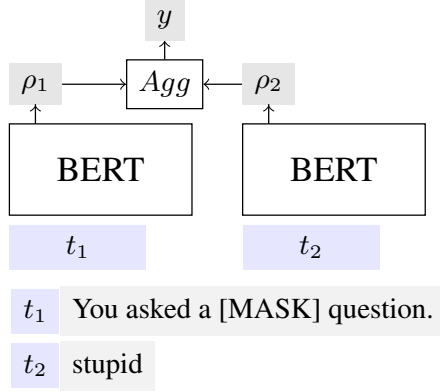 y
ρ1 Agg ρ2
BERT BERT
t1 t2
t1 You asked a [MASK] question.
t2 stupid